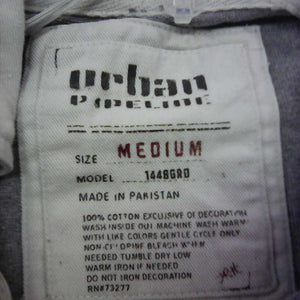 urban
PIPELINE
SIZE MEDIUM
MODEL 1448GRD
MADE IN PAKISTAN
100% COTTON EXCLUSIVE OF DECORATION
WASH INSIDE OUT MACHINE WASH WARM
WITH LIKE COLORS GENTLE CYCLE ONLY
NON-CHLORINE BLEACH WHEN
NEEDED TUMBLE DRY LOW
WARM IRON IF NEEDED
DO NOT IRON DECORATION
RN#73277